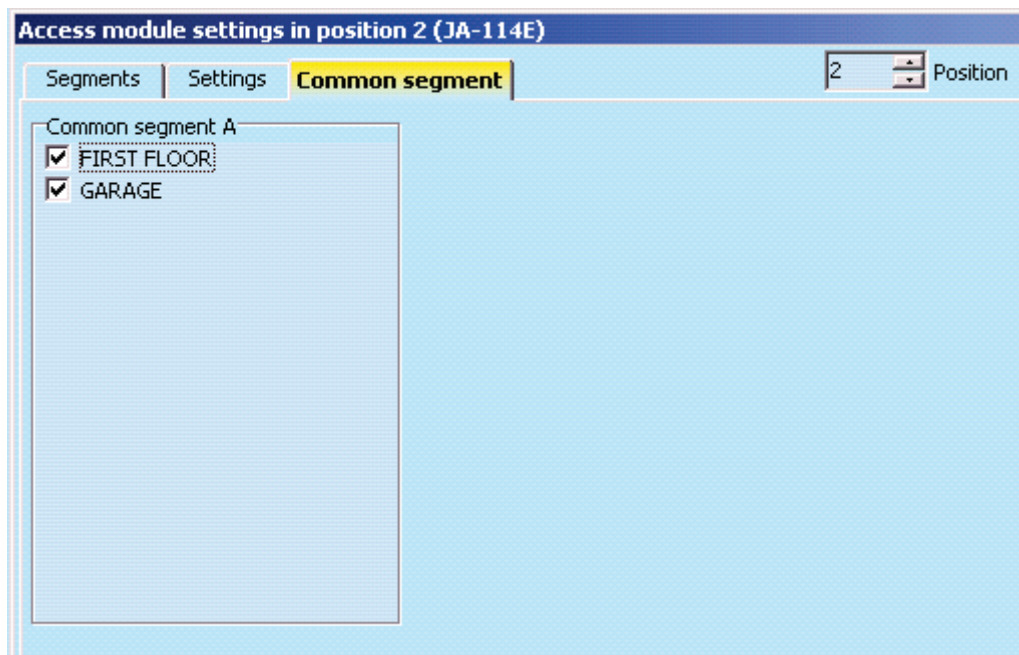 Access module settings in position 2 (JA-114E)
Segments Settings Common segment 2 Position
Common segment A
FIRST FLOOR
GARAGE